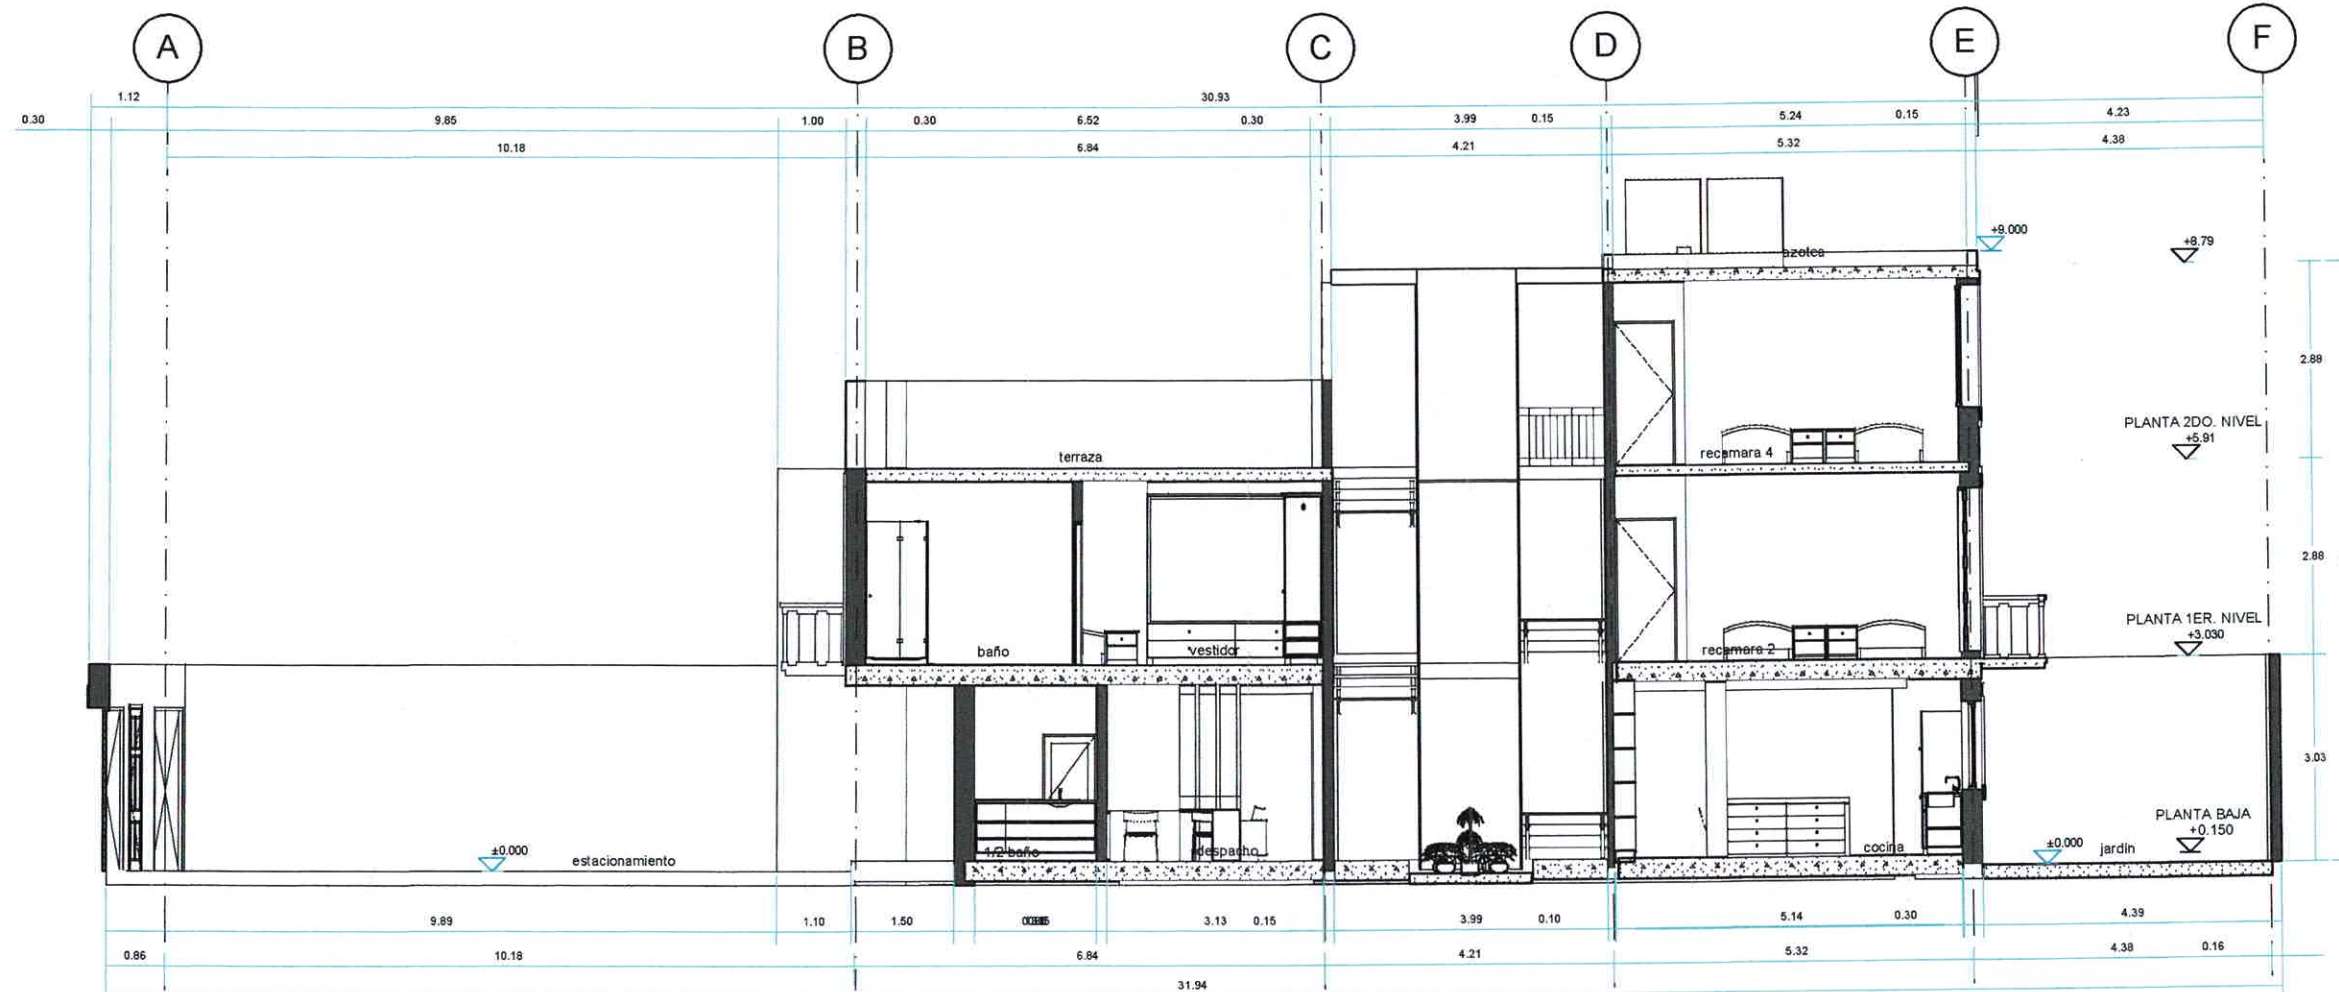 A
B
C
D
E
F
1.12
30.93
0.30
9.85
1.00
0.30
6.52
0.30
3.99
0.15
5.24
0.15
4.23
10.18
6.84
4.21
5.32
4.38
+9.000
+8.79
azotea
2.88
PLANTA 2DO. NIVEL
+5.91
terraza
recamara 4
2.88
PLANTA 1ER. NIVEL
+3.030
baño
vestidor
recamara 2
3.03
PLANTA BAJA
+0.150
±0.000
estacionamiento
1/2 baño
despacho
cocina
±0.000
jardin
9.89
1.10
1.50
3.13
0.15
3.99
0.10
5.14
0.30
4.39
0.86
10.18
6.84
4.21
5.32
4.38
0.16
31.94